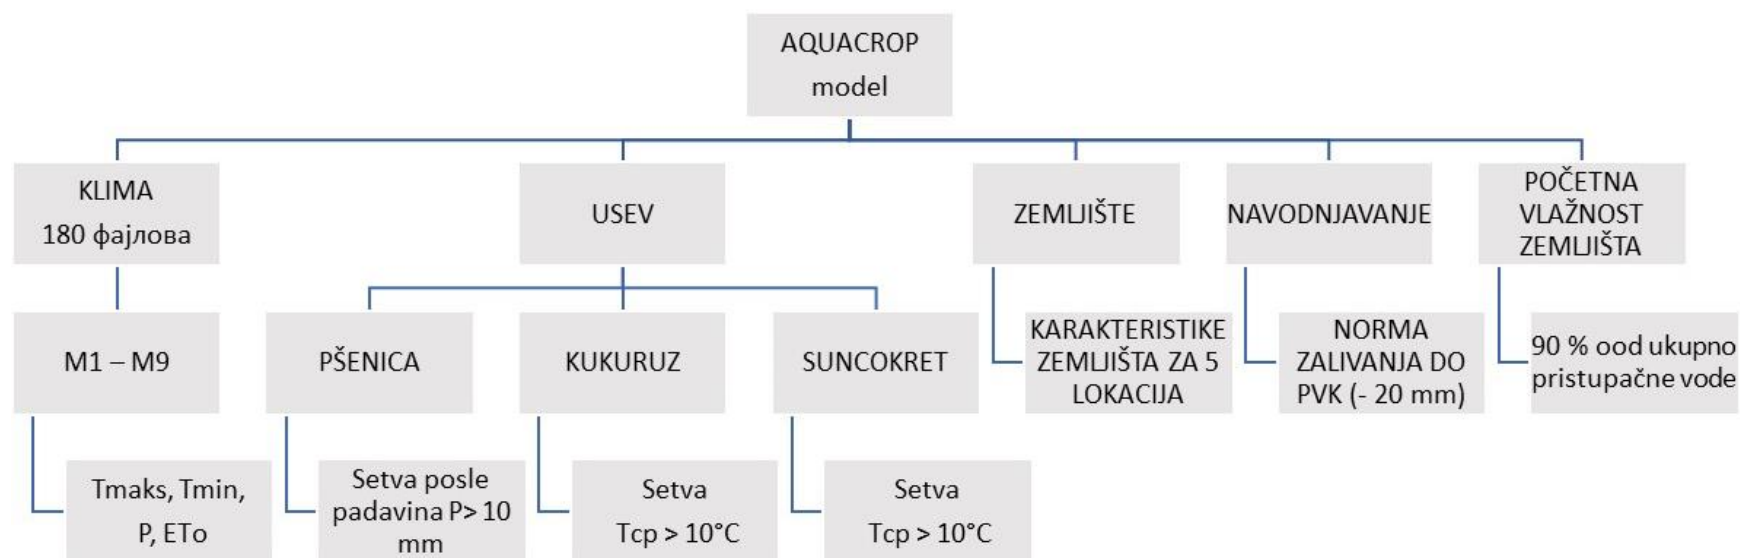 AQUACROP
model
KLIMA
180 фајлова
USEV
ZEMLJIŠTE
NAVODNJAVANJE
POČETNA
VLAŽNOST
ZEMLJIŠTA
M1 – M9
PŠENICA
KUKURUZ
SUNCOKRET
KARAKTERISTIKE
ZEMLJIŠTA ZA 5
LOKACIJA
NORMA
ZALIVANJA DO
PVK (- 20 mm)
90 % ood ukupno
pristupačne vode
Tmaks, Tmin,
P, ETo
Setva posle
padavina P> 10
mm
Setva
Tcp > 10°C
Setva
Tcp > 10°C